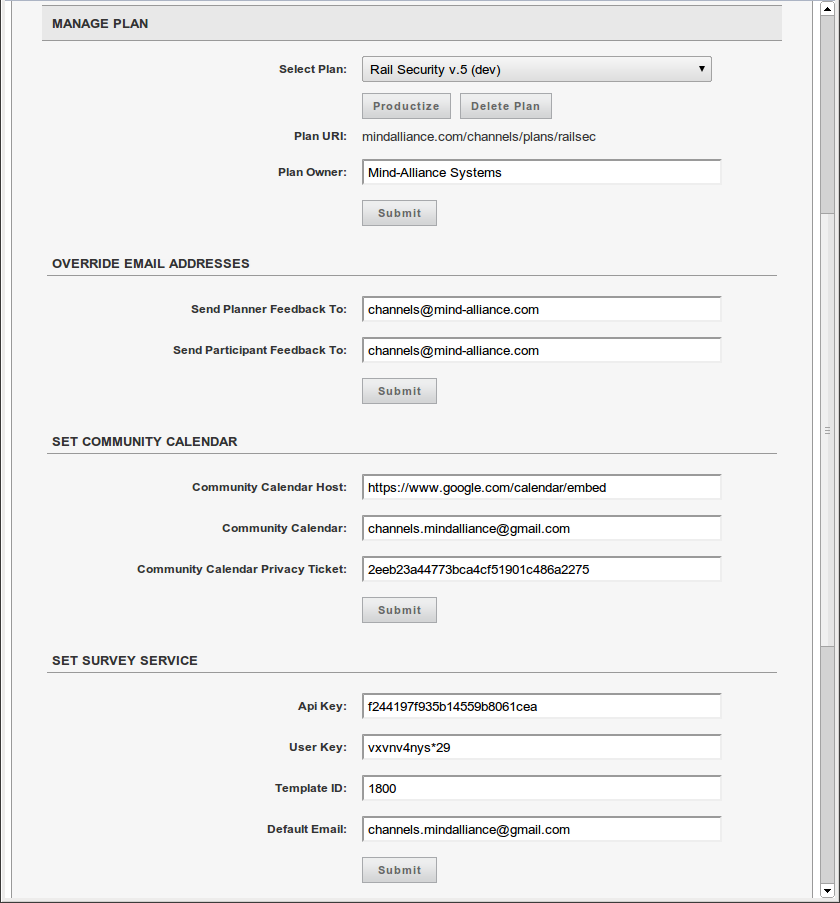 MANAGE PLAN
Select Plan: Rail Security v.5 (dev)
Productize Delete Plan
Plan URI: mindalliance.com/channels/plans/railsec
Plan Owner: Mind-Alliance Systems
Submit
OVERRIDE EMAIL ADDRESSES
Send Planner Feedback To: channels@mind-alliance.com
Send Participant Feedback To: channels@mind-alliance.com
Submit
SET COMMUNITY CALENDAR
Community Calendar Host: https://www.google.com/calendar/embed
Community Calendar: channels.mindalliance@gmail.com
Community Calendar Privacy Ticket: 2eeb23a44773bca4cf51901c486a2275
Submit
SET SURVEY SERVICE
Api Key: f244197f935b14559b8061cea
User Key: vxvnv4nys*29
Template ID: 1800
Default Email: channels.mindalliance@gmail.com
Submit